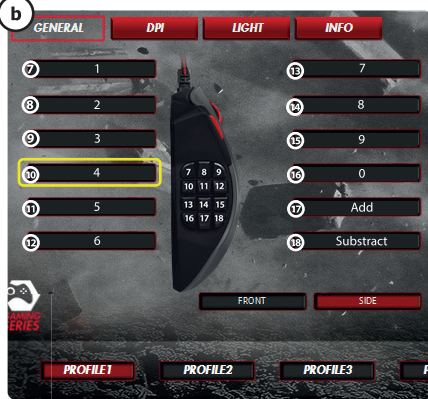 b
GENERAL DPI LIGHT INFO
7 1
8 2
9 3
10 4
11 5
12 6
7 8 9
10 11 12
13 14 15
16 17 18
13 7
14 8
15 9
16 0
17 Add
18 Substract
FRONT SIDE
GAMING
SERIES
PROFILE1 PROFILE2 PROFILE3